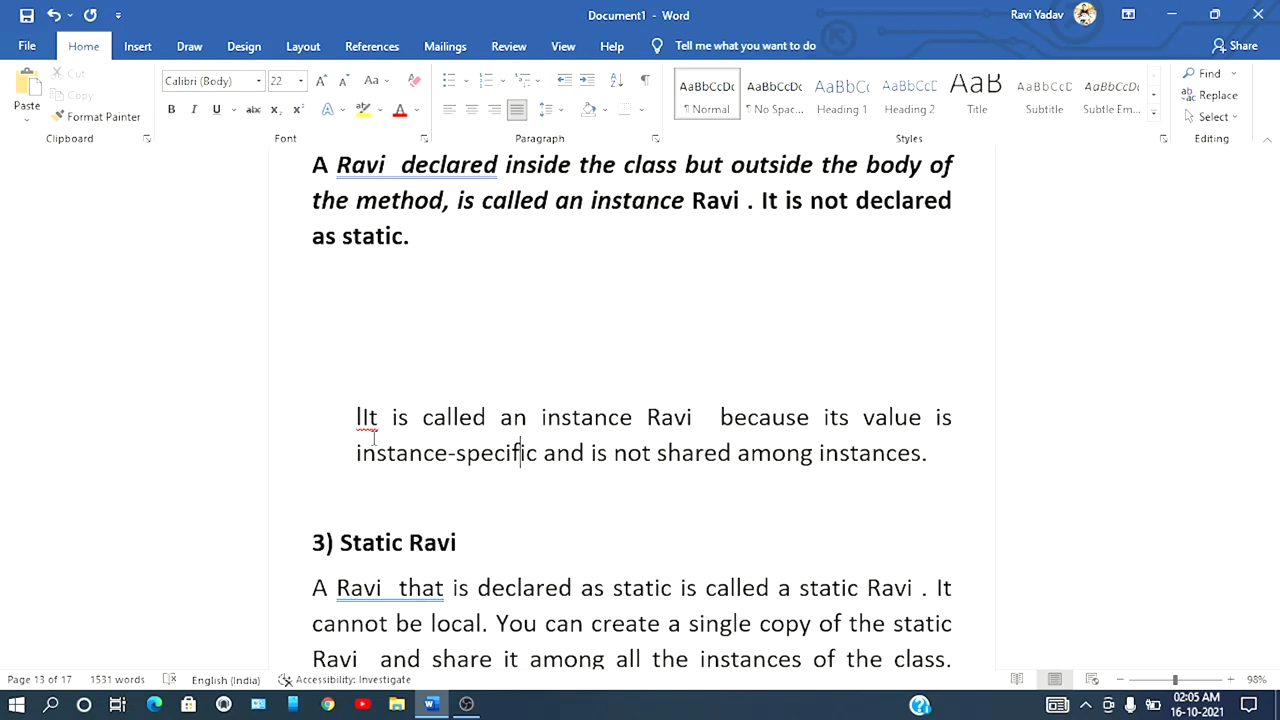 Document1 - Word
Ravi Yadav
File Home Insert Draw Design Layout References Mailings Review View Help Tell me what you want to do Share
Paste
Cut
Copy
Format Painter
Clipboard
Calibri (Body) 22
Font
Paragraph
AaBbCcDc AaBbCcDc AaBbCc AaBbCcD AaB AaBbCcD AaBbCcD
¶ Normal ¶ No Spac... Heading 1 Heading 2 Title Subtitle Subtle Em...
Styles
Find
Replace
Select
Editing
A Ravi declared inside the class but outside the body of
the method, is called an instance Ravi . It is not declared
as static.
lIt is called an instance Ravi because its value is
instance-specific and is not shared among instances.
3) Static Ravi
A Ravi that is declared as static is called a static Ravi . It
cannot be local. You can create a single copy of the static
Ravi and share it among all the instances of the class.
Page 13 of 17 1531 words English (India) Accessibility: Investigate 98%
02:05 AM
16-10-2021